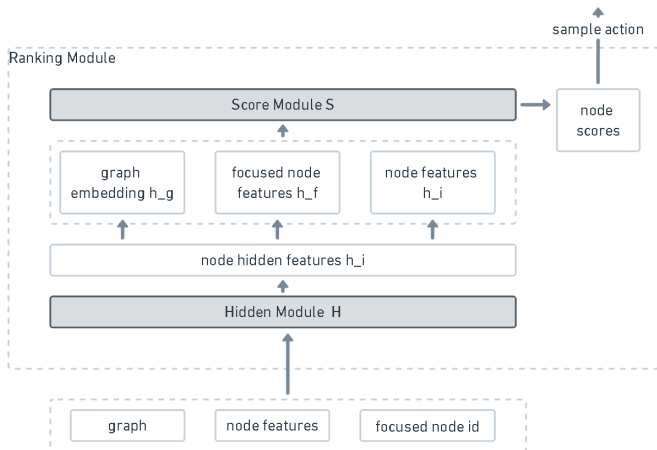 sample action
Ranking Module
Score Module S
node
scores
graph
embedding h_g
focused node
features h_f
node features
h_i
node hidden features h_i
Hidden Module H
graph
node features
focused node id